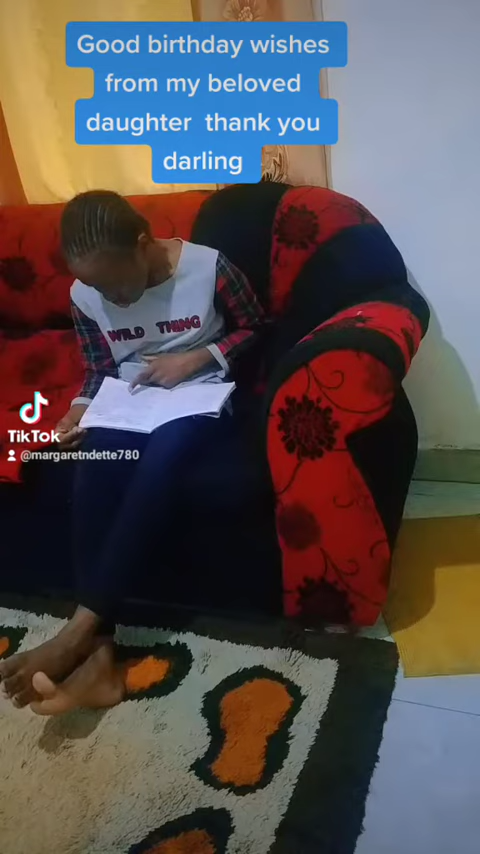 Good birthday wishes
from my beloved
daughter thank you
darling
WILD THING
TikTok
@margaretndette780